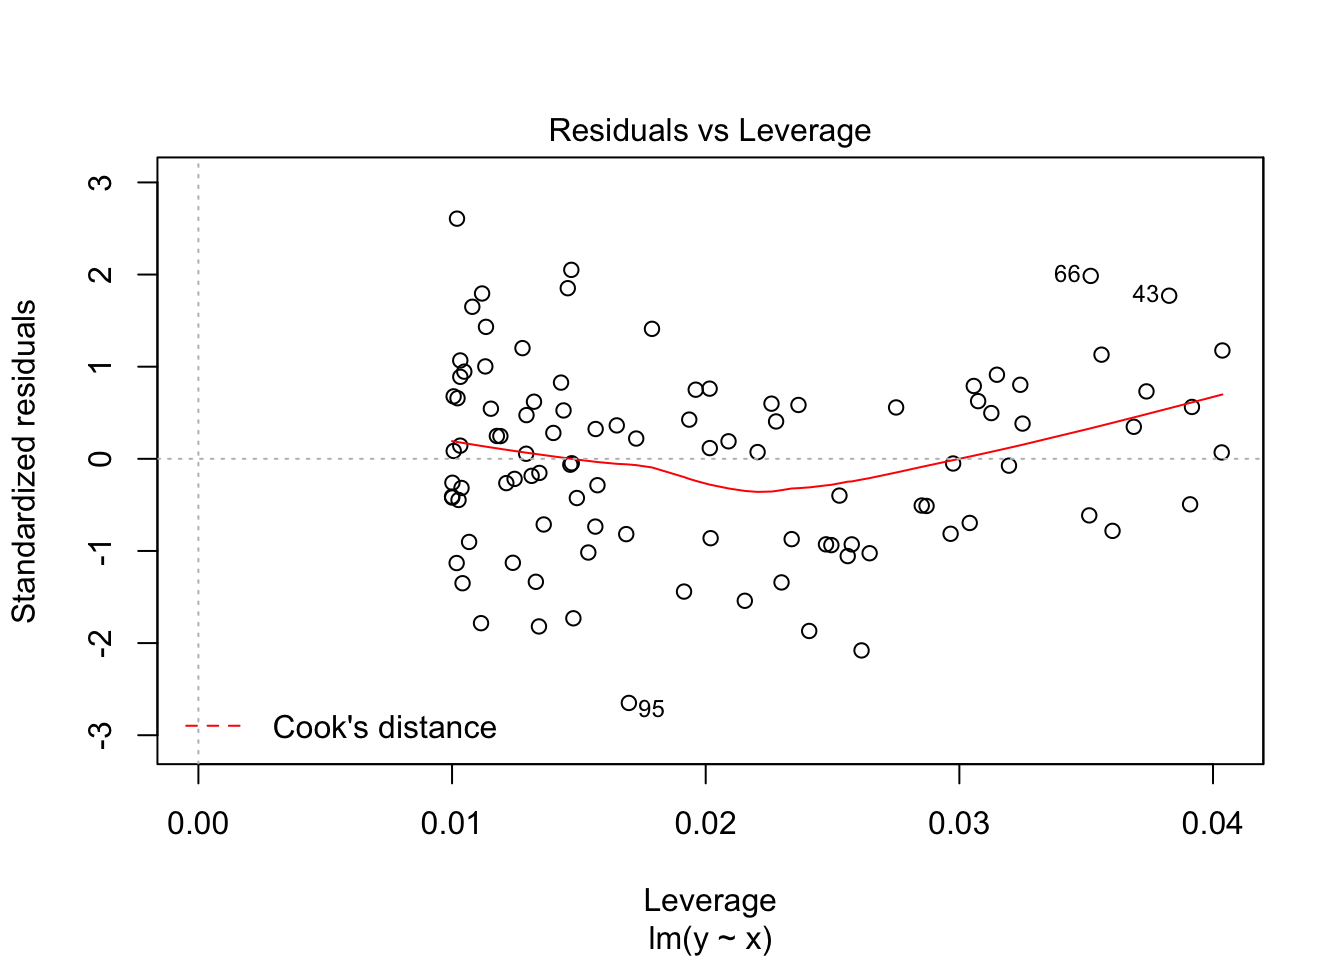 Residuals vs Leverage
Standardized residuals
3
2
1
0
-1
-2
-3
66
43
95
Cook's distance
0.00 0.01 0.02 0.03 0.04
Leverage
lm(y ~ x)